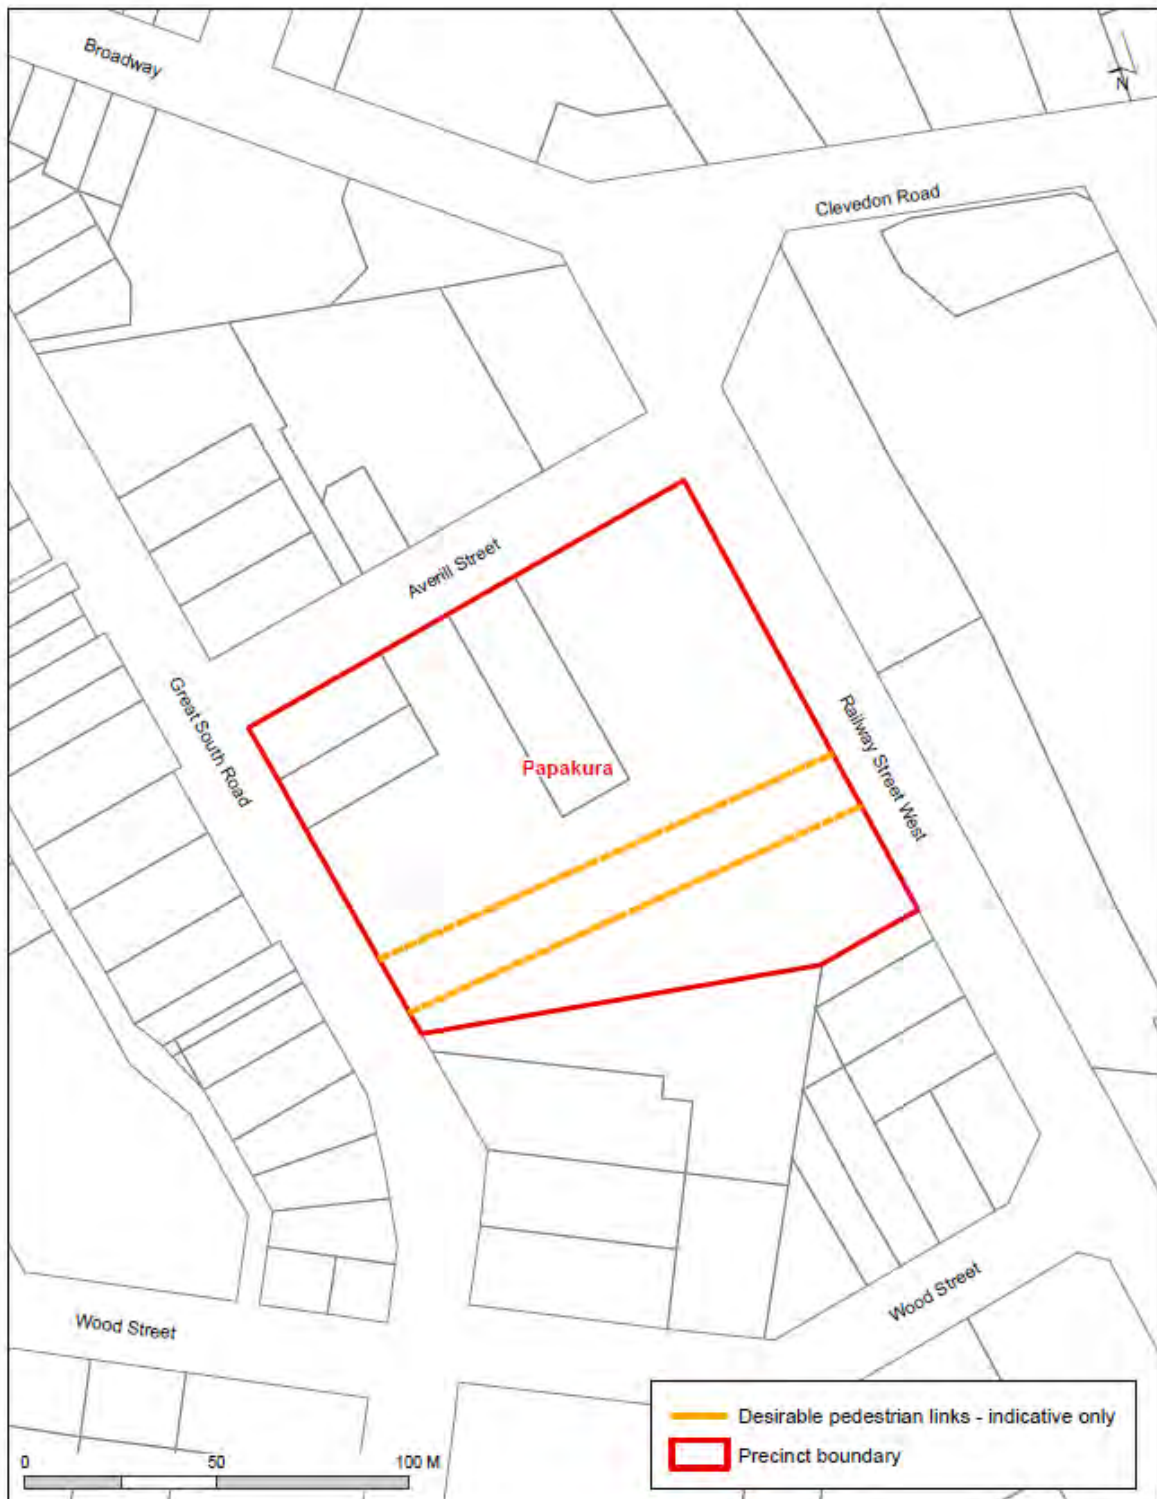 Broadway
N
Clevedon Road
Averill Street
Great South Road
Railway Street West
Papakura
Wood Street
Wood Street
0 50 100 M
Desirable pedestrian links - indicative only
Precinct boundary